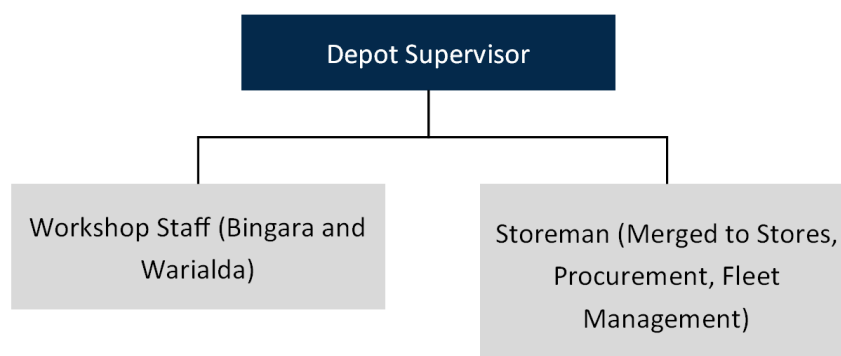 Depot Supervisor
Workshop Staff (Bingara and
Warialda)
Storeman (Merged to Stores,
Procurement, Fleet
Management)